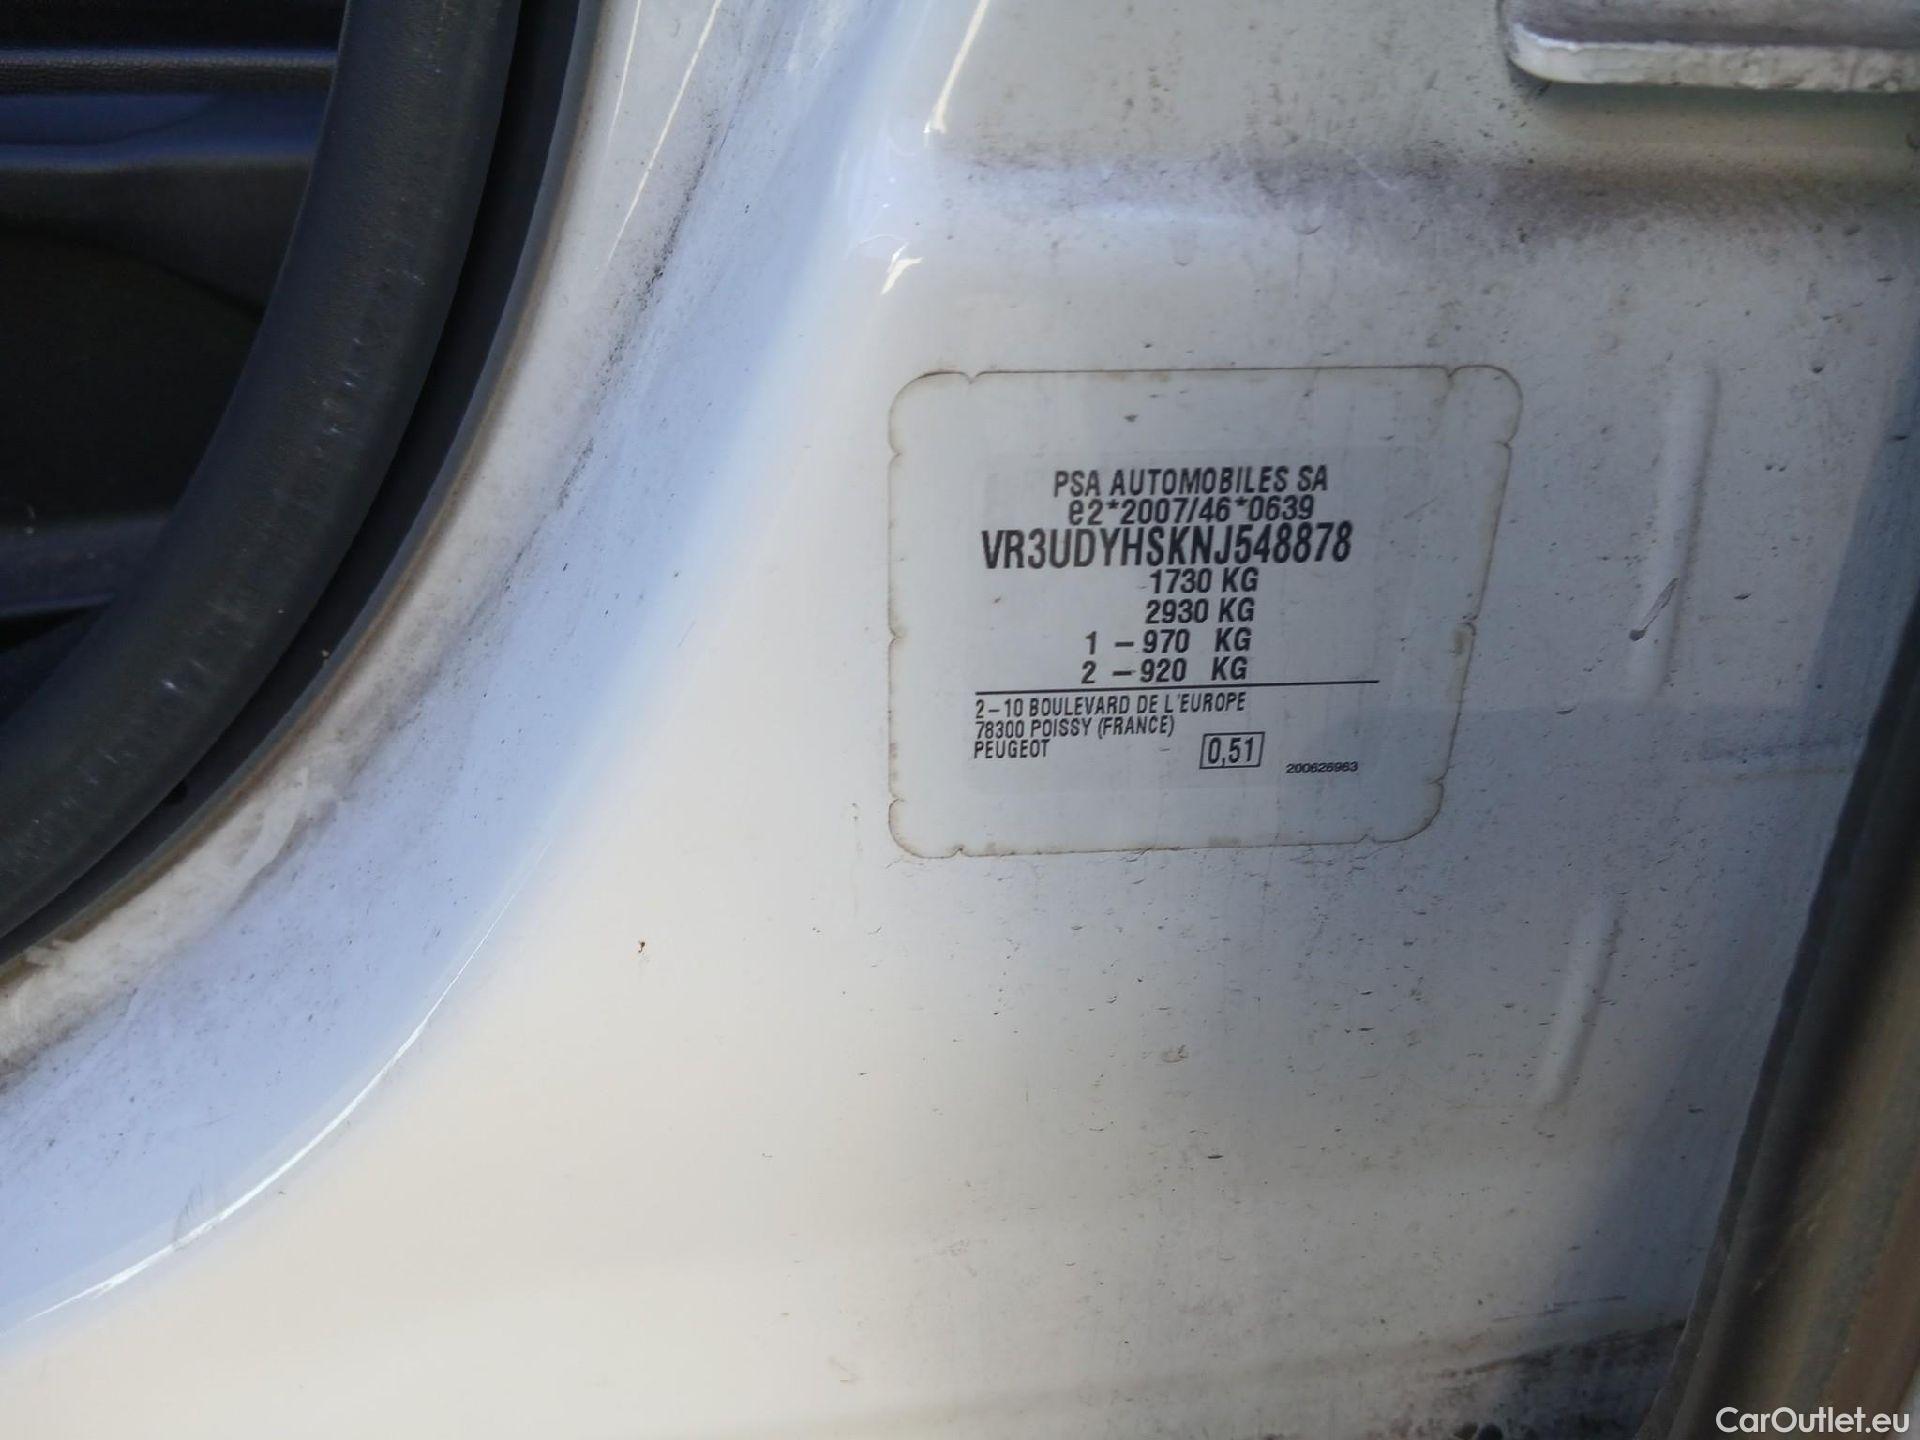 PSA AUTOMOBILES SA
e2*2007/46*0639
VR3UDYHSKNJ548878
1730 KG
2930 KG
1 – 970 KG
2 – 920 KG
2-10 BOULEVARD DE L'EUROPE
78300 POISSY (FRANCE)
PEUGEOT
0,51
200626963
CarOutlet.eu